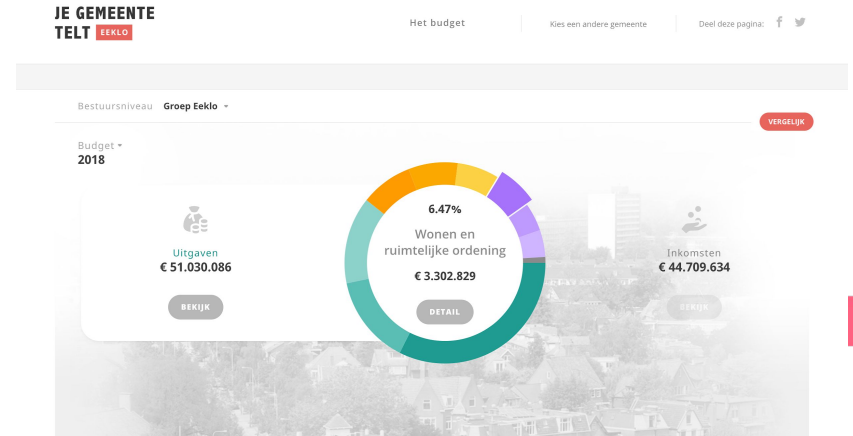 JE GEMEENTE
TELT EEKLO
Het budget
Kies een andere gemeente
Deel deze pagina:
Bestuursniveau Groep Eeklo
VERGELIJK
Budget
2018
Uitgaven
€ 51.030.086
BEKIJK
6.47%
Wonen en
ruimtelijke ordening
€ 3.302.829
DETAIL
Inkomsten
€ 44.709.634
BEKIJK